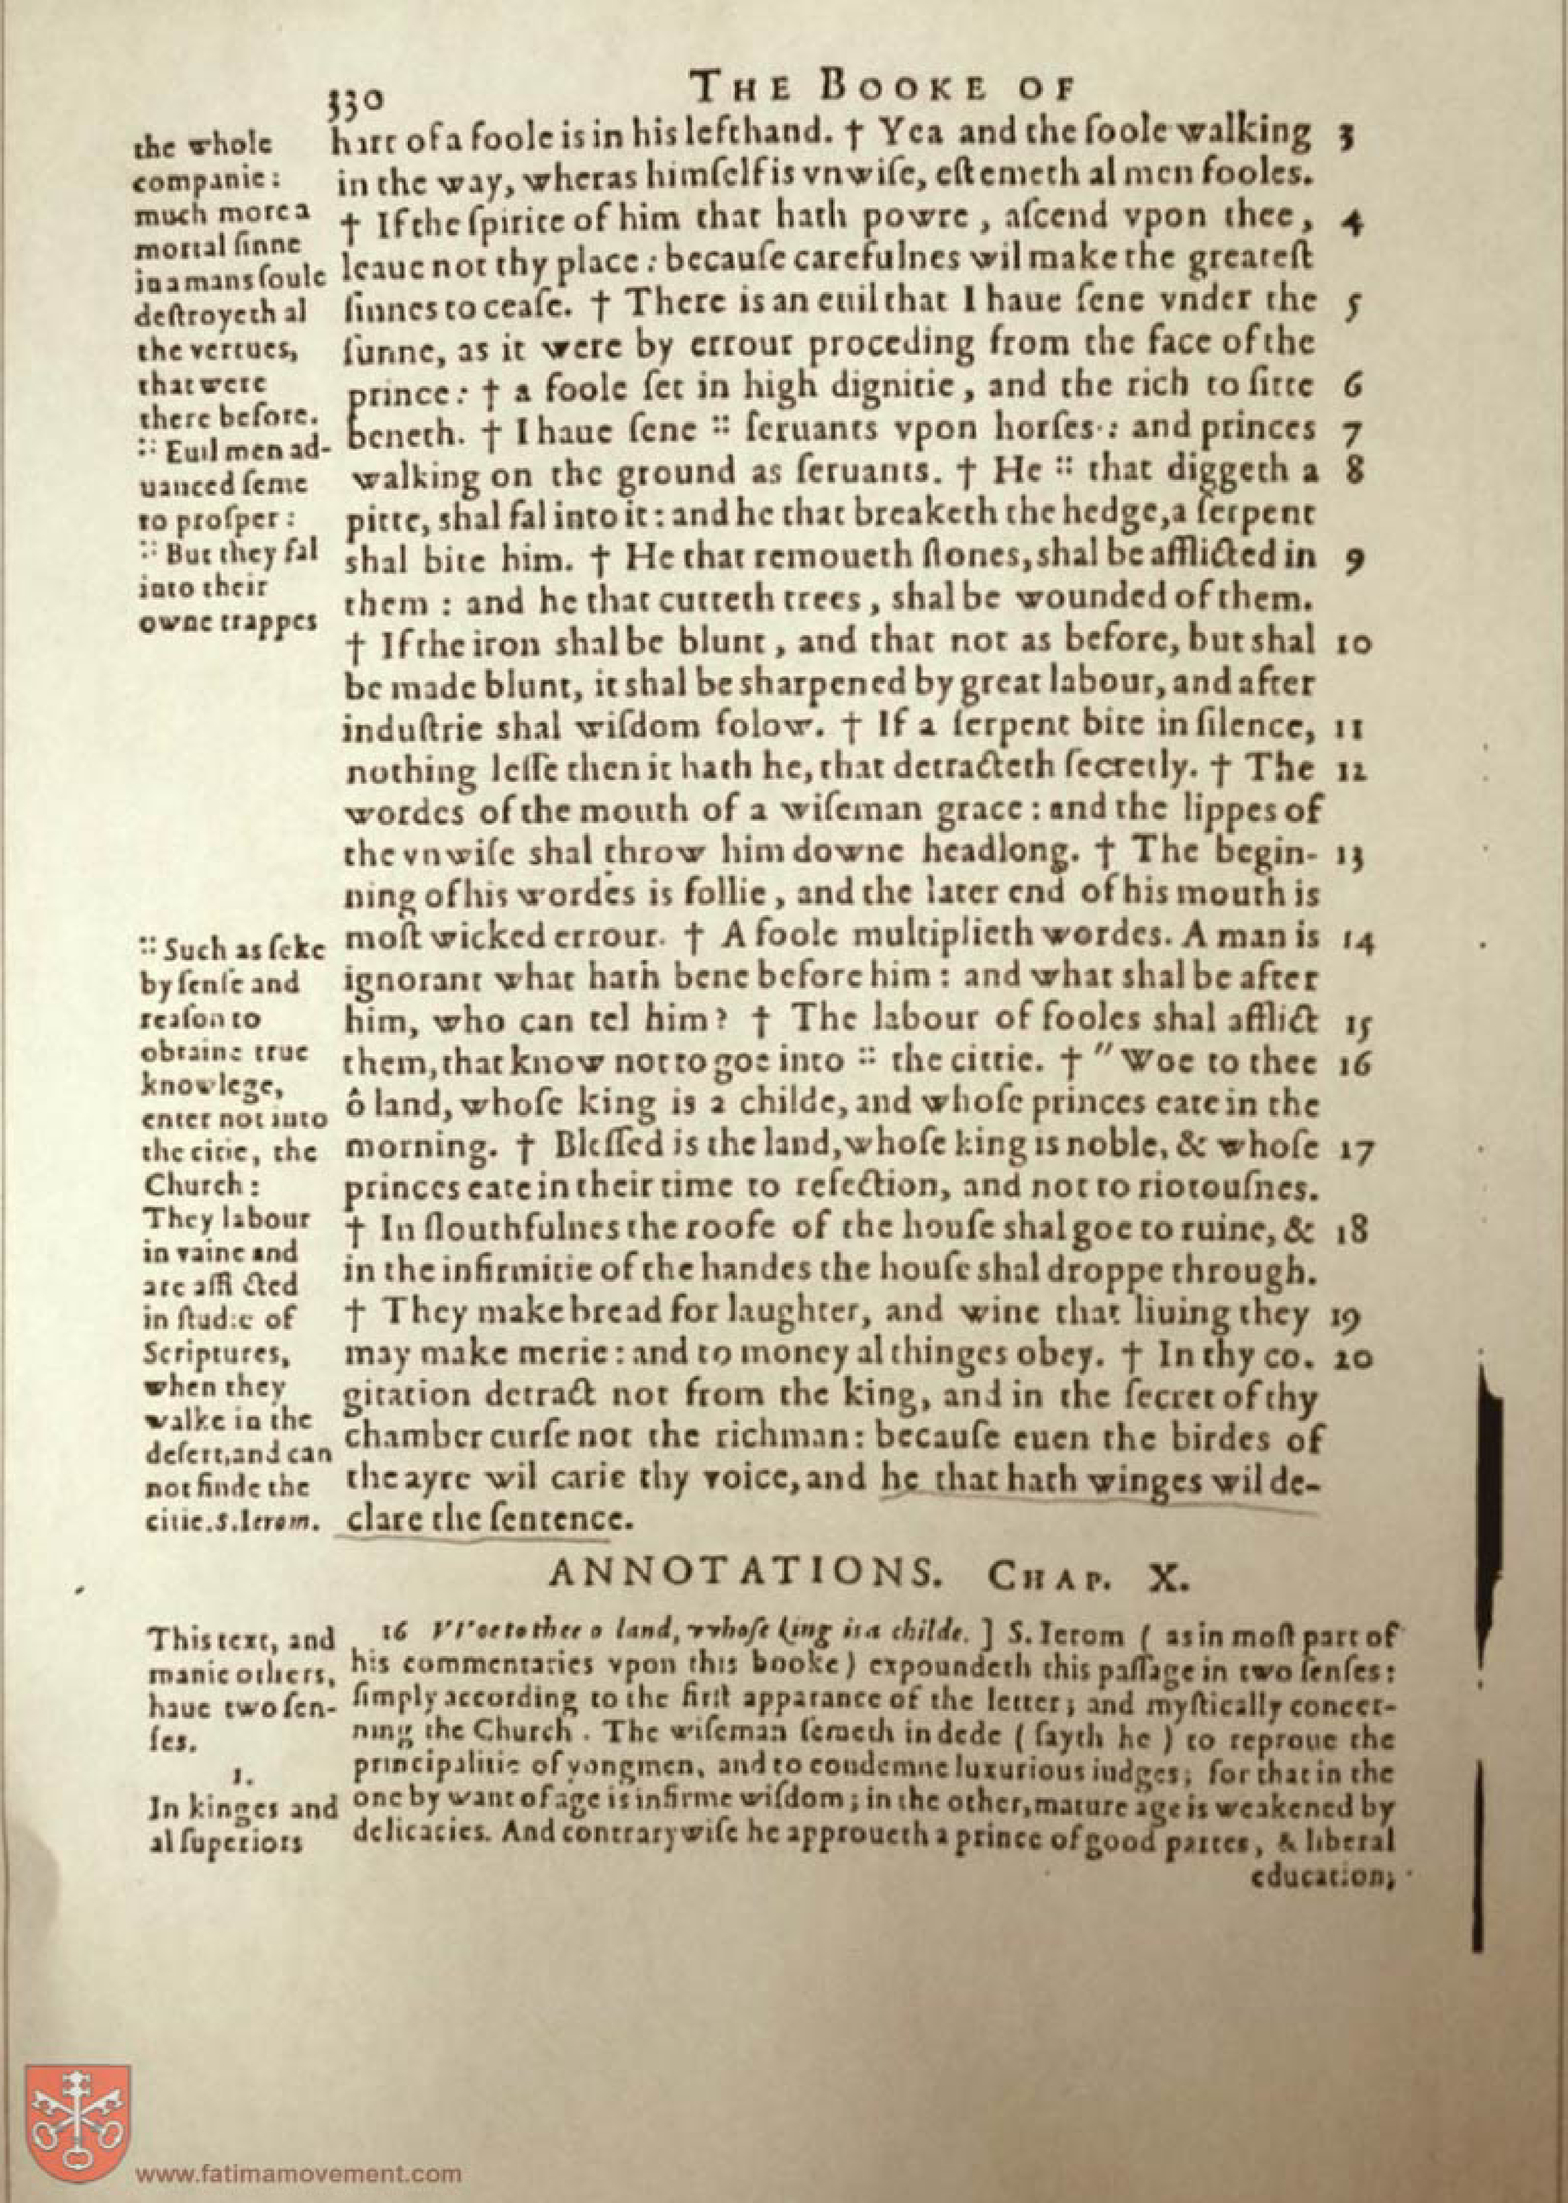 330
THE BOOKE OF
the whole
companie:
much more a
mortal ſinne
in a mans ſoule
deſtroyeth al
the vertues,
that were
there before.
:: Euil men ad-
uanced ſeme
to proſper:
:: But they fal
into their
owne trappes
:: Such as ſeke
by ſenſe and
reaſon to
obtaine true
knowlege,
enter not into
the citie, the
Church:
They labour
in vaine and
are afflicted
in ſtudie of
Scriptures,
when they
walke in the
deſert, and can
not finde the
citie. S. Ierom.
hart of a foole is in his lefthand. † Yea and the foole walking 3
in the way, wheras himſelf is vnwiſe, eſtemeth al men fooles.
† If the ſpirite of him that hath powre, aſcend vpon thee, 4
leaue not thy place: becauſe carefulnes wil make the greateſt
ſinnes to ceaſe. † There is an euil that I haue ſene vnder the 5
ſunne, as it were by errour proceding from the face of the
prince: † a foole ſet in high dignitie, and the rich to ſitte 6
beneth. † I haue ſene :: ſeruants vpon horſes: and princes 7
walking on the ground as ſeruants. † He :: that diggeth a 8
pitte, shal fal into it: and he that breaketh the hedge, a ſerpent
shal bite him. † He that remoueth ſtones, shal be afflicted in 9
them: and he that cutteth trees, shal be wounded of them.
† If the iron shal be blunt, and that not as before, but shal 10
be made blunt, it shal be sharpened by great labour, and after
induſtrie shal wiſdom folow. † If a ſerpent bite in ſilence, 11
nothing leſſe then it hath he, that detracteth ſecretly. † The 12
wordes of the mouth of a wiſeman grace: and the lippes of
the vnwiſe shal throw him downe headlong. † The begin- 13
ning of his wordes is follie, and the later end of his mouth is
moſt wicked errour. † A foole multiplieth wordes. A man is 14
ignorant what hath bene before him: and what shal be after
him, who can tel him? † The labour of fooles shal afflict 15
them, that know not to goe into :: the cittie. † " Woe to thee 16
ô land, whoſe king is a childe, and whoſe princes eate in the
morning. † Bleſſed is the land, whoſe king is noble, & whoſe 17
princes eate in their time to refection, and not to riotouſnes.
† In ſlouthfulnes the roofe of the houſe shal goe to ruine, & 18
in the infirmitie of the handes the houſe shal droppe through.
† They make bread for laughter, and wine that liuing they 19
may make merie: and to money al thinges obey. † In thy co. 20
gitation detract not from the king, and in the ſecret of thy
chamber curſe not the richman: becauſe euen the birdes of
the ayre wil carie thy voice, and he that hath winges wil de-
clare the ſentence.
ANNOTATIONS. CHAP. X.
This text, and
manie others,
haue two ſen-
ſes.
1.
In kinges and
al ſuperiors
16 VVoe to thee o land, vvhoſe king is a childe. ] S. Ierom ( as in moſt part of
his commentaries vpon this booke) expoundeth this paſſage in two ſenſes:
ſimply according to the firſt apparance of the letter; and myſtically concer-
ning the Church. The wiſeman ſemeth in dede ( ſayth he ) to reproue the
principalitie of yongmen, and to condemne luxurious iudges; for that in the
one by want of age is infirme wiſdom; in the other, mature age is weakened by
delicacies. And contrarywiſe he approueth a prince of good partes, & liberal
education;
www.fatimamovement.com